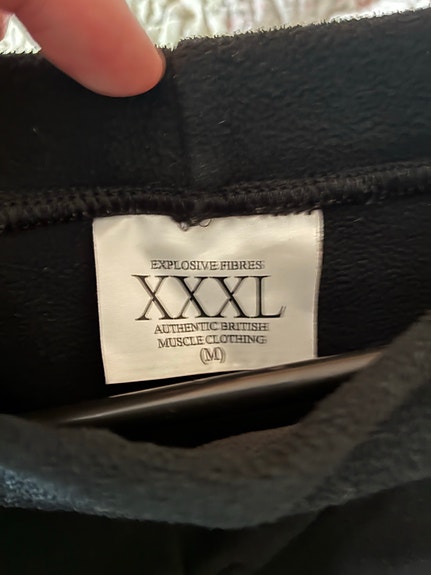 EXPLOSIVE FIBRES
XXXL
AUTHENTIC BRITISH
MUSCLE CLOTHING
(M)